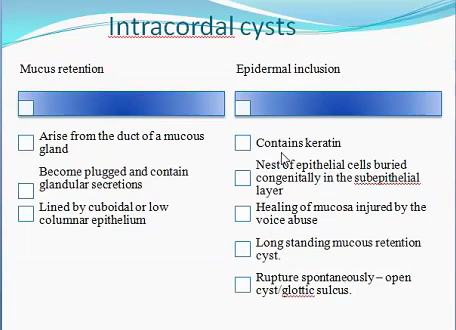 Intracordal cysts
Mucus retention
Arise from the duct of a mucous
gland
Become plugged and contain
glandular secretions
Lined by cuboidal or low
columnar epithelium
Epidermal inclusion
Contains keratin
Nest of epithelial cells buried
congenitally in the subepithelial
layer
Healing of mucosa injured by the
voice abuse
Long standing mucous retention
cyst.
Rupture spontaneously – open
cyst/glottic sulcus.